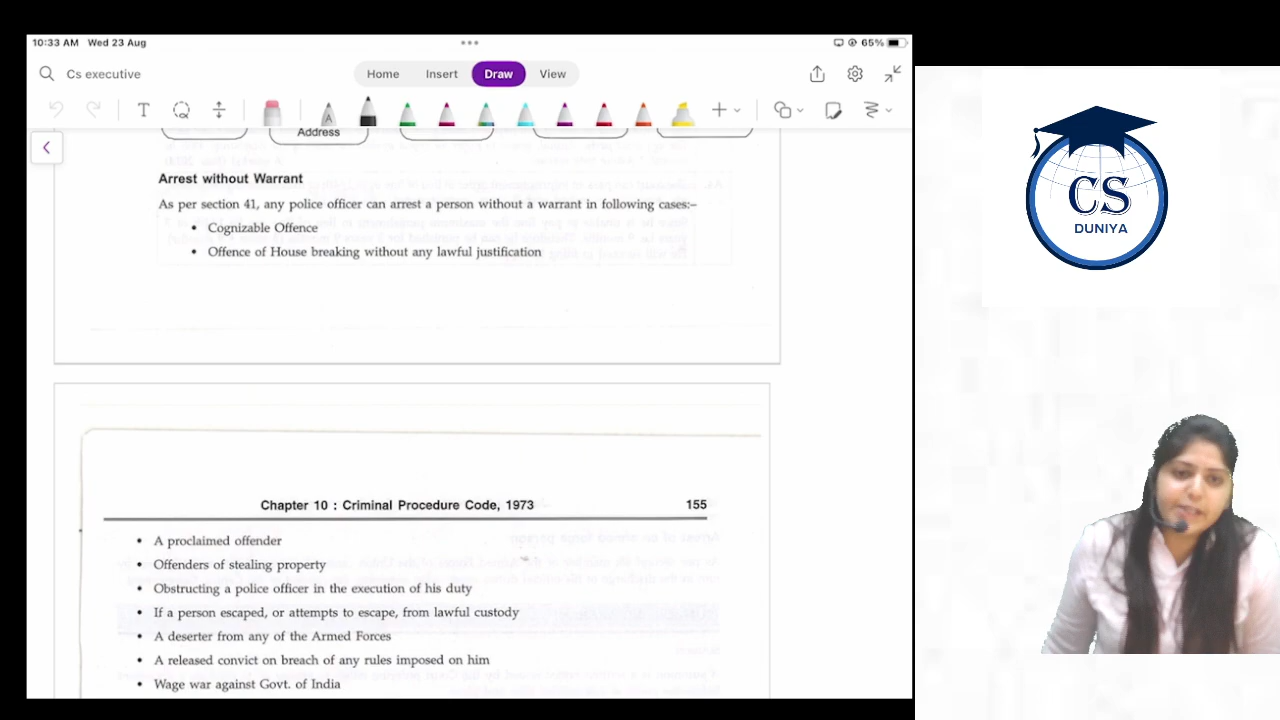 10:33 AM Wed 23 Aug
65%
Cs executive
Home Insert Draw View
T
A
Address
Arrest without Warrant
As per section 41, any police officer can arrest a person without a warrant in following cases:–
• Cognizable Offence
• Offence of House breaking without any lawful justification
Chapter 10 : Criminal Procedure Code, 1973 155
• A proclaimed offender
• Offenders of stealing property
• Obstructing a police officer in the execution of his duty
• If a person escaped, or attempts to escape, from lawful custody
• A deserter from any of the Armed Forces
• A released convict on breach of any rules imposed on him
• Wage war against Govt. of India
CS
DUNIYA